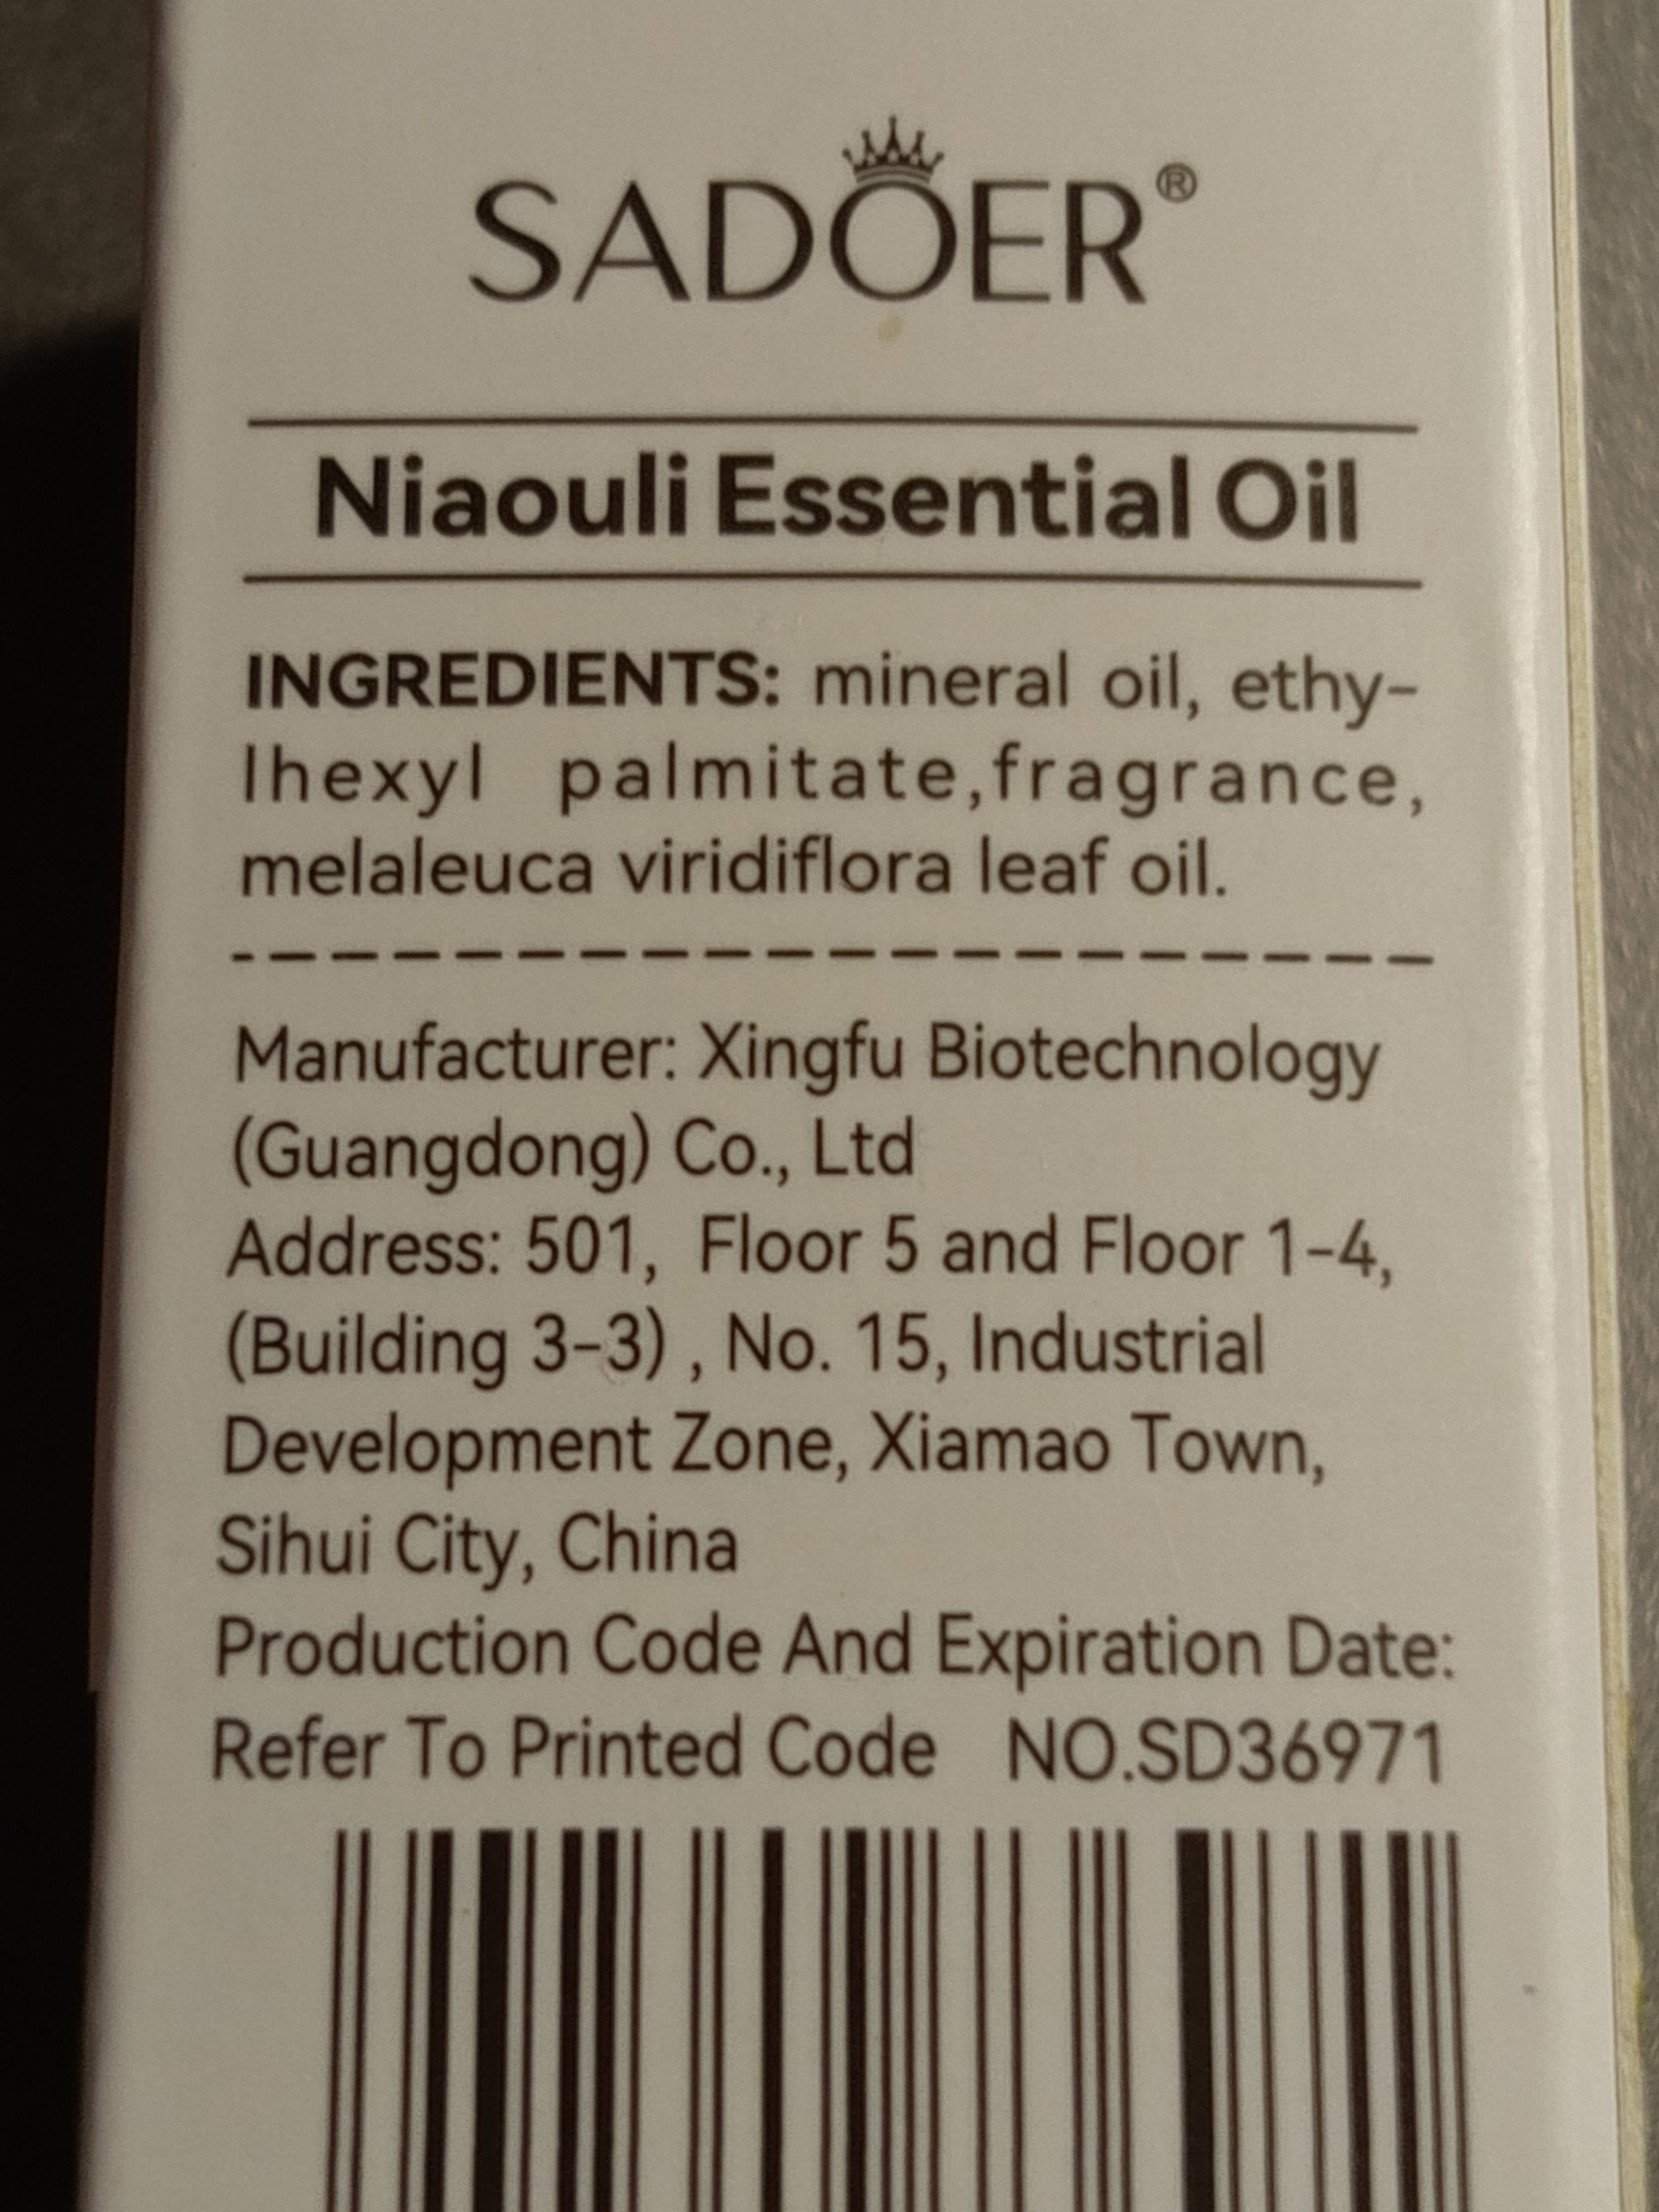 SADOER®
Niaouli Essential Oil
INGREDIENTS: mineral oil, ethy-
lhexyl palmitate,fragrance,
melaleuca viridiflora leaf oil.
Manufacturer: Xingfu Biotechnology
(Guangdong) Co., Ltd
Address: 501, Floor 5 and Floor 1-4,
(Building 3-3) , No. 15, Industrial
Development Zone, Xiamao Town,
Sihui City, China
Production Code And Expiration Date:
Refer To Printed Code NO.SD36971